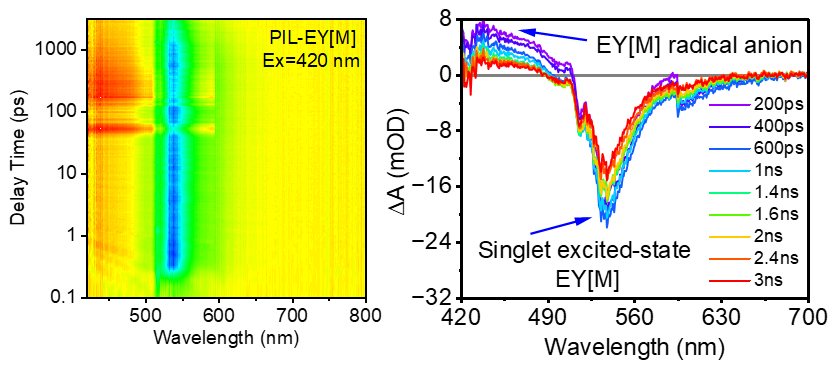 PIL-EY[M]
Ex=420 nm
Delay Time (ps)
1000
100
10
1
0.1
500
600
700
800
Wavelength (nm)
8
0
−8
−16
−24
−32
ΔA (mOD)
EY[M] radical anion
Singlet excited-state
EY[M]
200ps
400ps
600ps
1ns
1.4ns
1.6ns
2ns
2.4ns
3ns
420
490
560
630
700
Wavelength (nm)